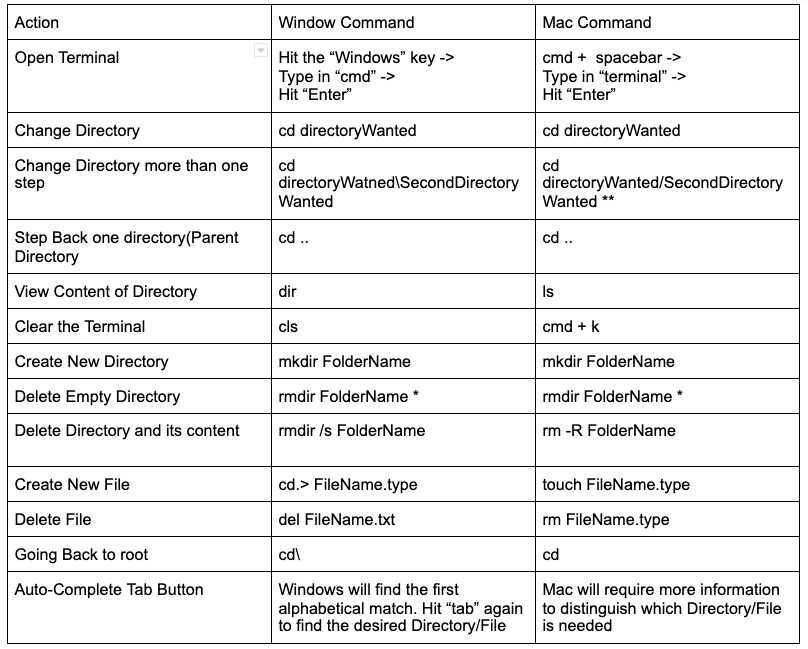 Action Window Command Mac Command
Open Terminal Hit the “Windows” key -> cmd + spacebar ->
Type in “cmd” -> Type in “terminal” ->
Hit “Enter” Hit “Enter”
Change Directory cd directoryWanted cd directoryWanted
Change Directory more than one cd cd
step directoryWatned\SecondDirectory directoryWanted/SecondDirectory
Wanted Wanted **
Step Back one directory(Parent cd .. cd ..
Directory
View Content of Directory dir ls
Clear the Terminal cls cmd + k
Create New Directory mkdir FolderName mkdir FolderName
Delete Empty Directory rmdir FolderName * rmdir FolderName *
Delete Directory and its content rmdir /s FolderName rm -R FolderName
Create New File cd.> FileName.type touch FileName.type
Delete File del FileName.txt rm FileName.type
Going Back to root cd\ cd
Auto-Complete Tab Button Windows will find the first Mac will require more information
alphabetical match. Hit “tab” again to distinguish which Directory/File
to find the desired Directory/File is needed